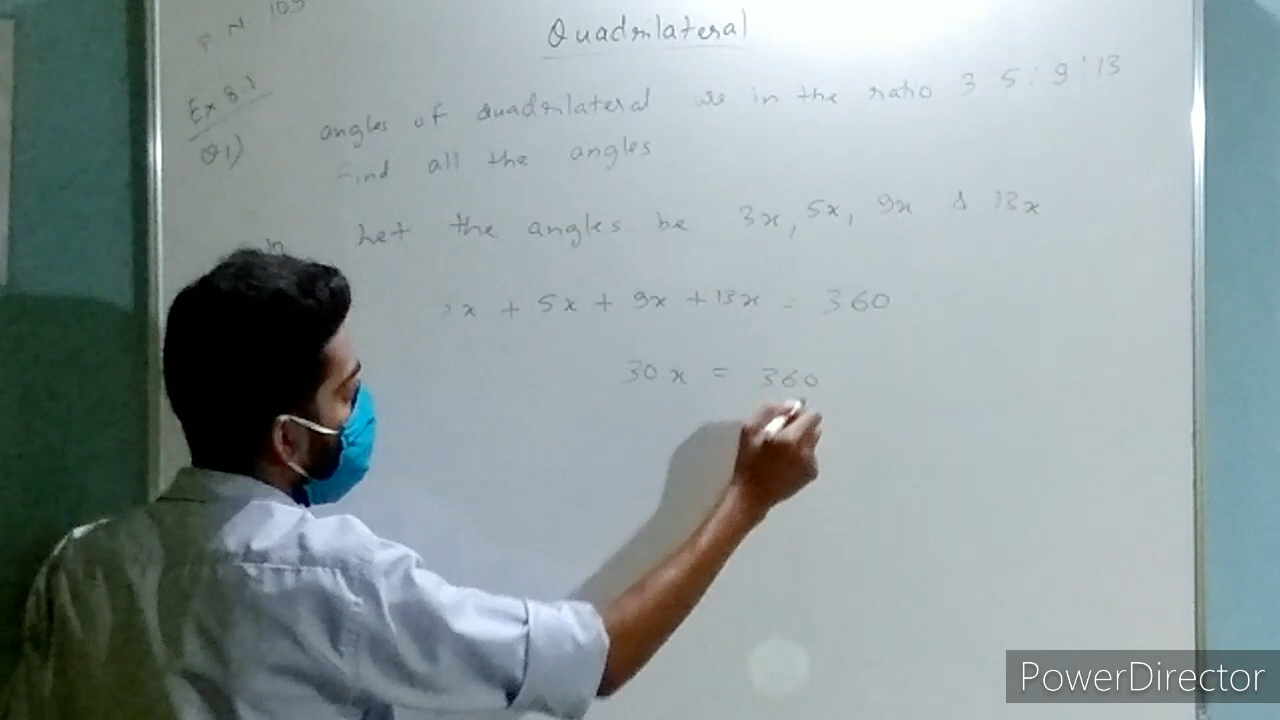 P N 109
Quadrilateral
Ex 8.1
Q1) angles of quadrilateral are in the ratio 3 : 5 : 9 : 13
Find all the angles
Let the angles be 3x, 5x, 9x & 13x
x + 5x + 9x + 13x = 360
30x = 360
PowerDirector